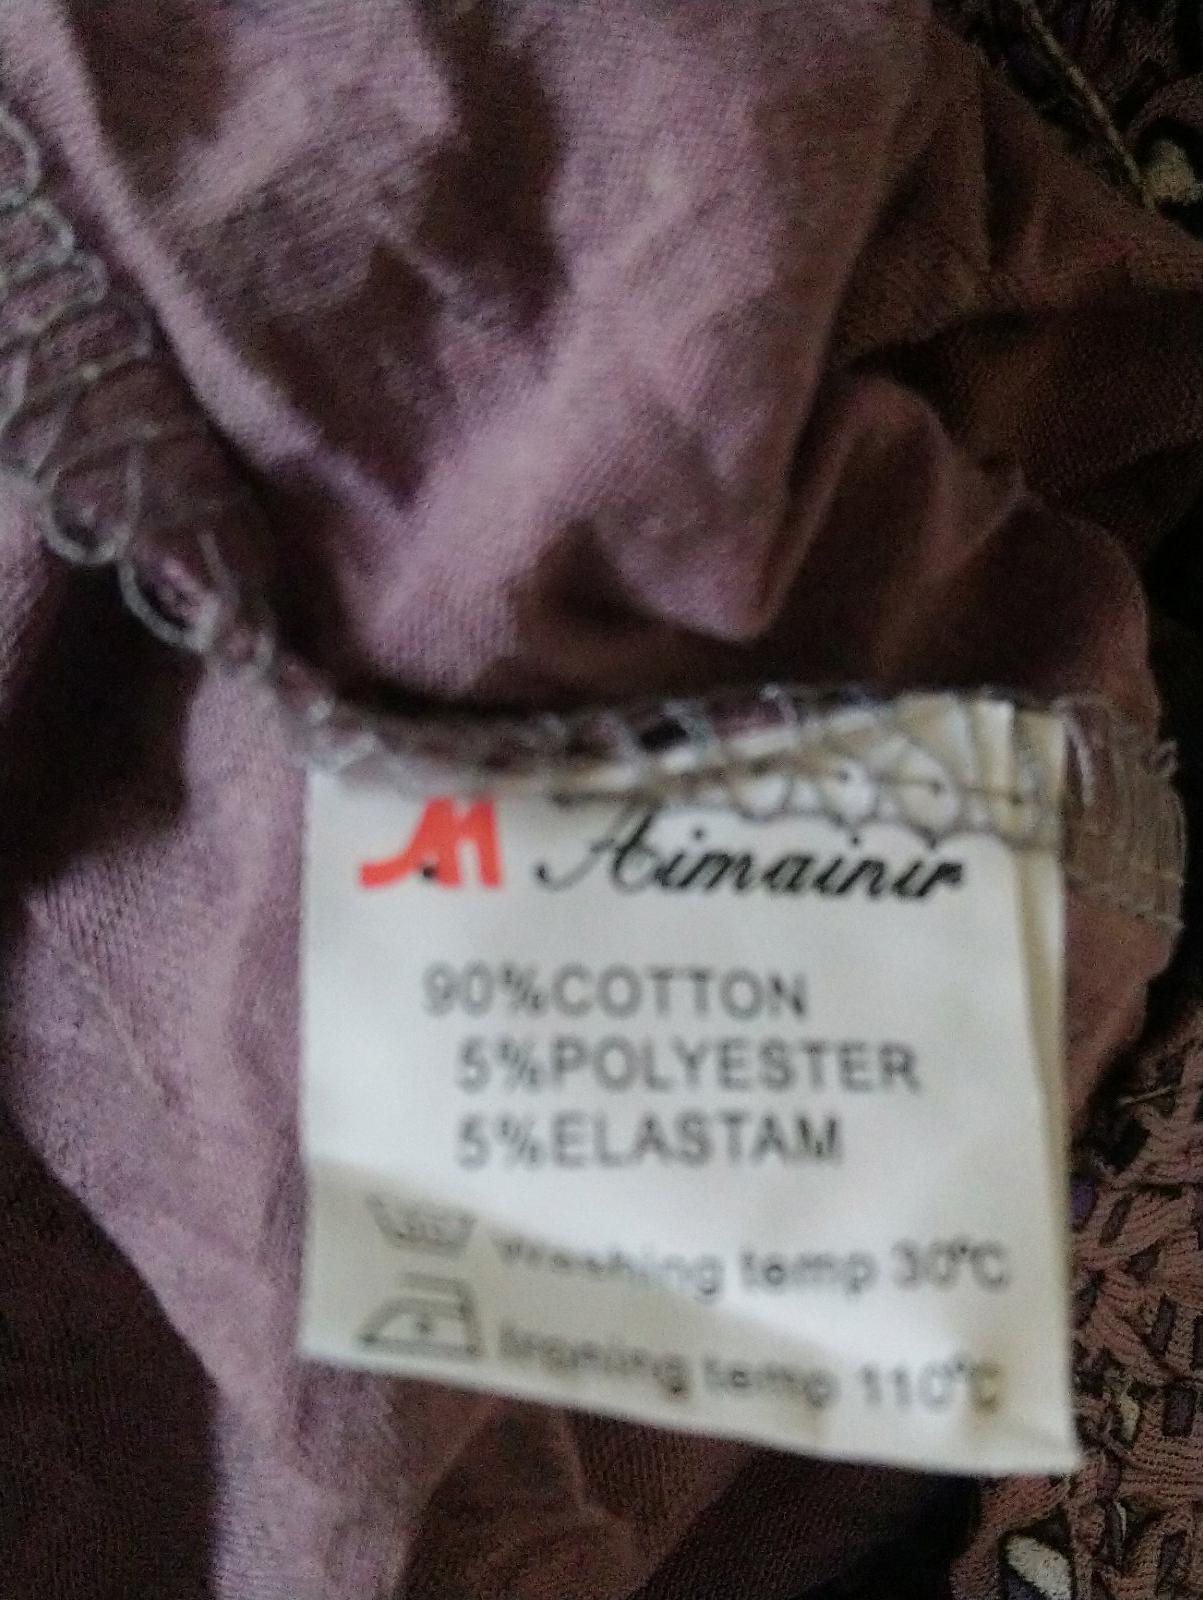 Aimainir
90%COTTON
5%POLYESTER
5%ELASTAM
Washing temp 30°C
Ironing temp 110°C